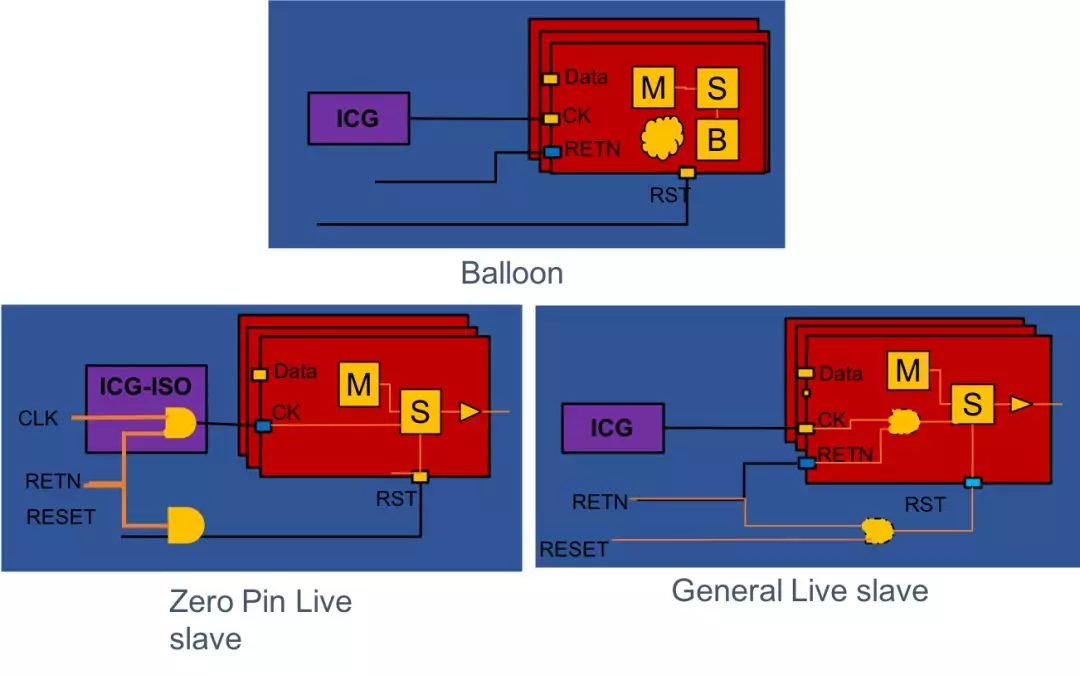 Data
M
S
ICG
CK
RETN
B
RST
Balloon
ICG-ISO
Data
M
CLK
CK
S
RETN
RST
RESET
Zero Pin Live
slave
Data
M
ICG
CK
S
RETN
RETN
RST
RESET
General Live slave